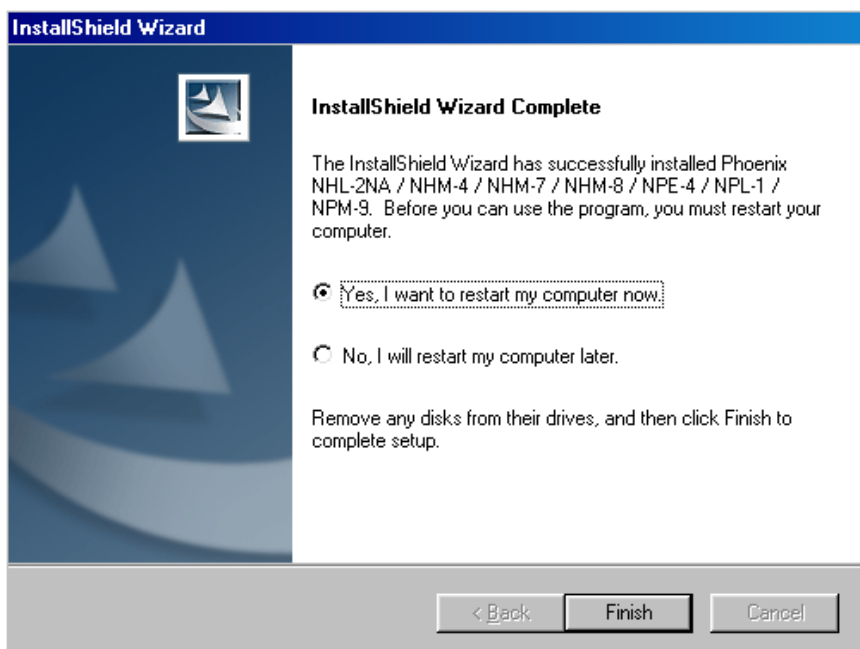 InstallShield Wizard
InstallShield Wizard Complete
The InstallShield Wizard has successfully installed Phoenix
NHL-2NA / NHM-4 / NHM-7 / NHM-8 / NPE-4 / NPL-1 /
NPM-9.  Before you can use the program, you must restart your
computer.
Yes, I want to restart my computer now.
No, I will restart my computer later.
Remove any disks from their drives, and then click Finish to
complete setup.
< Back Finish Cancel